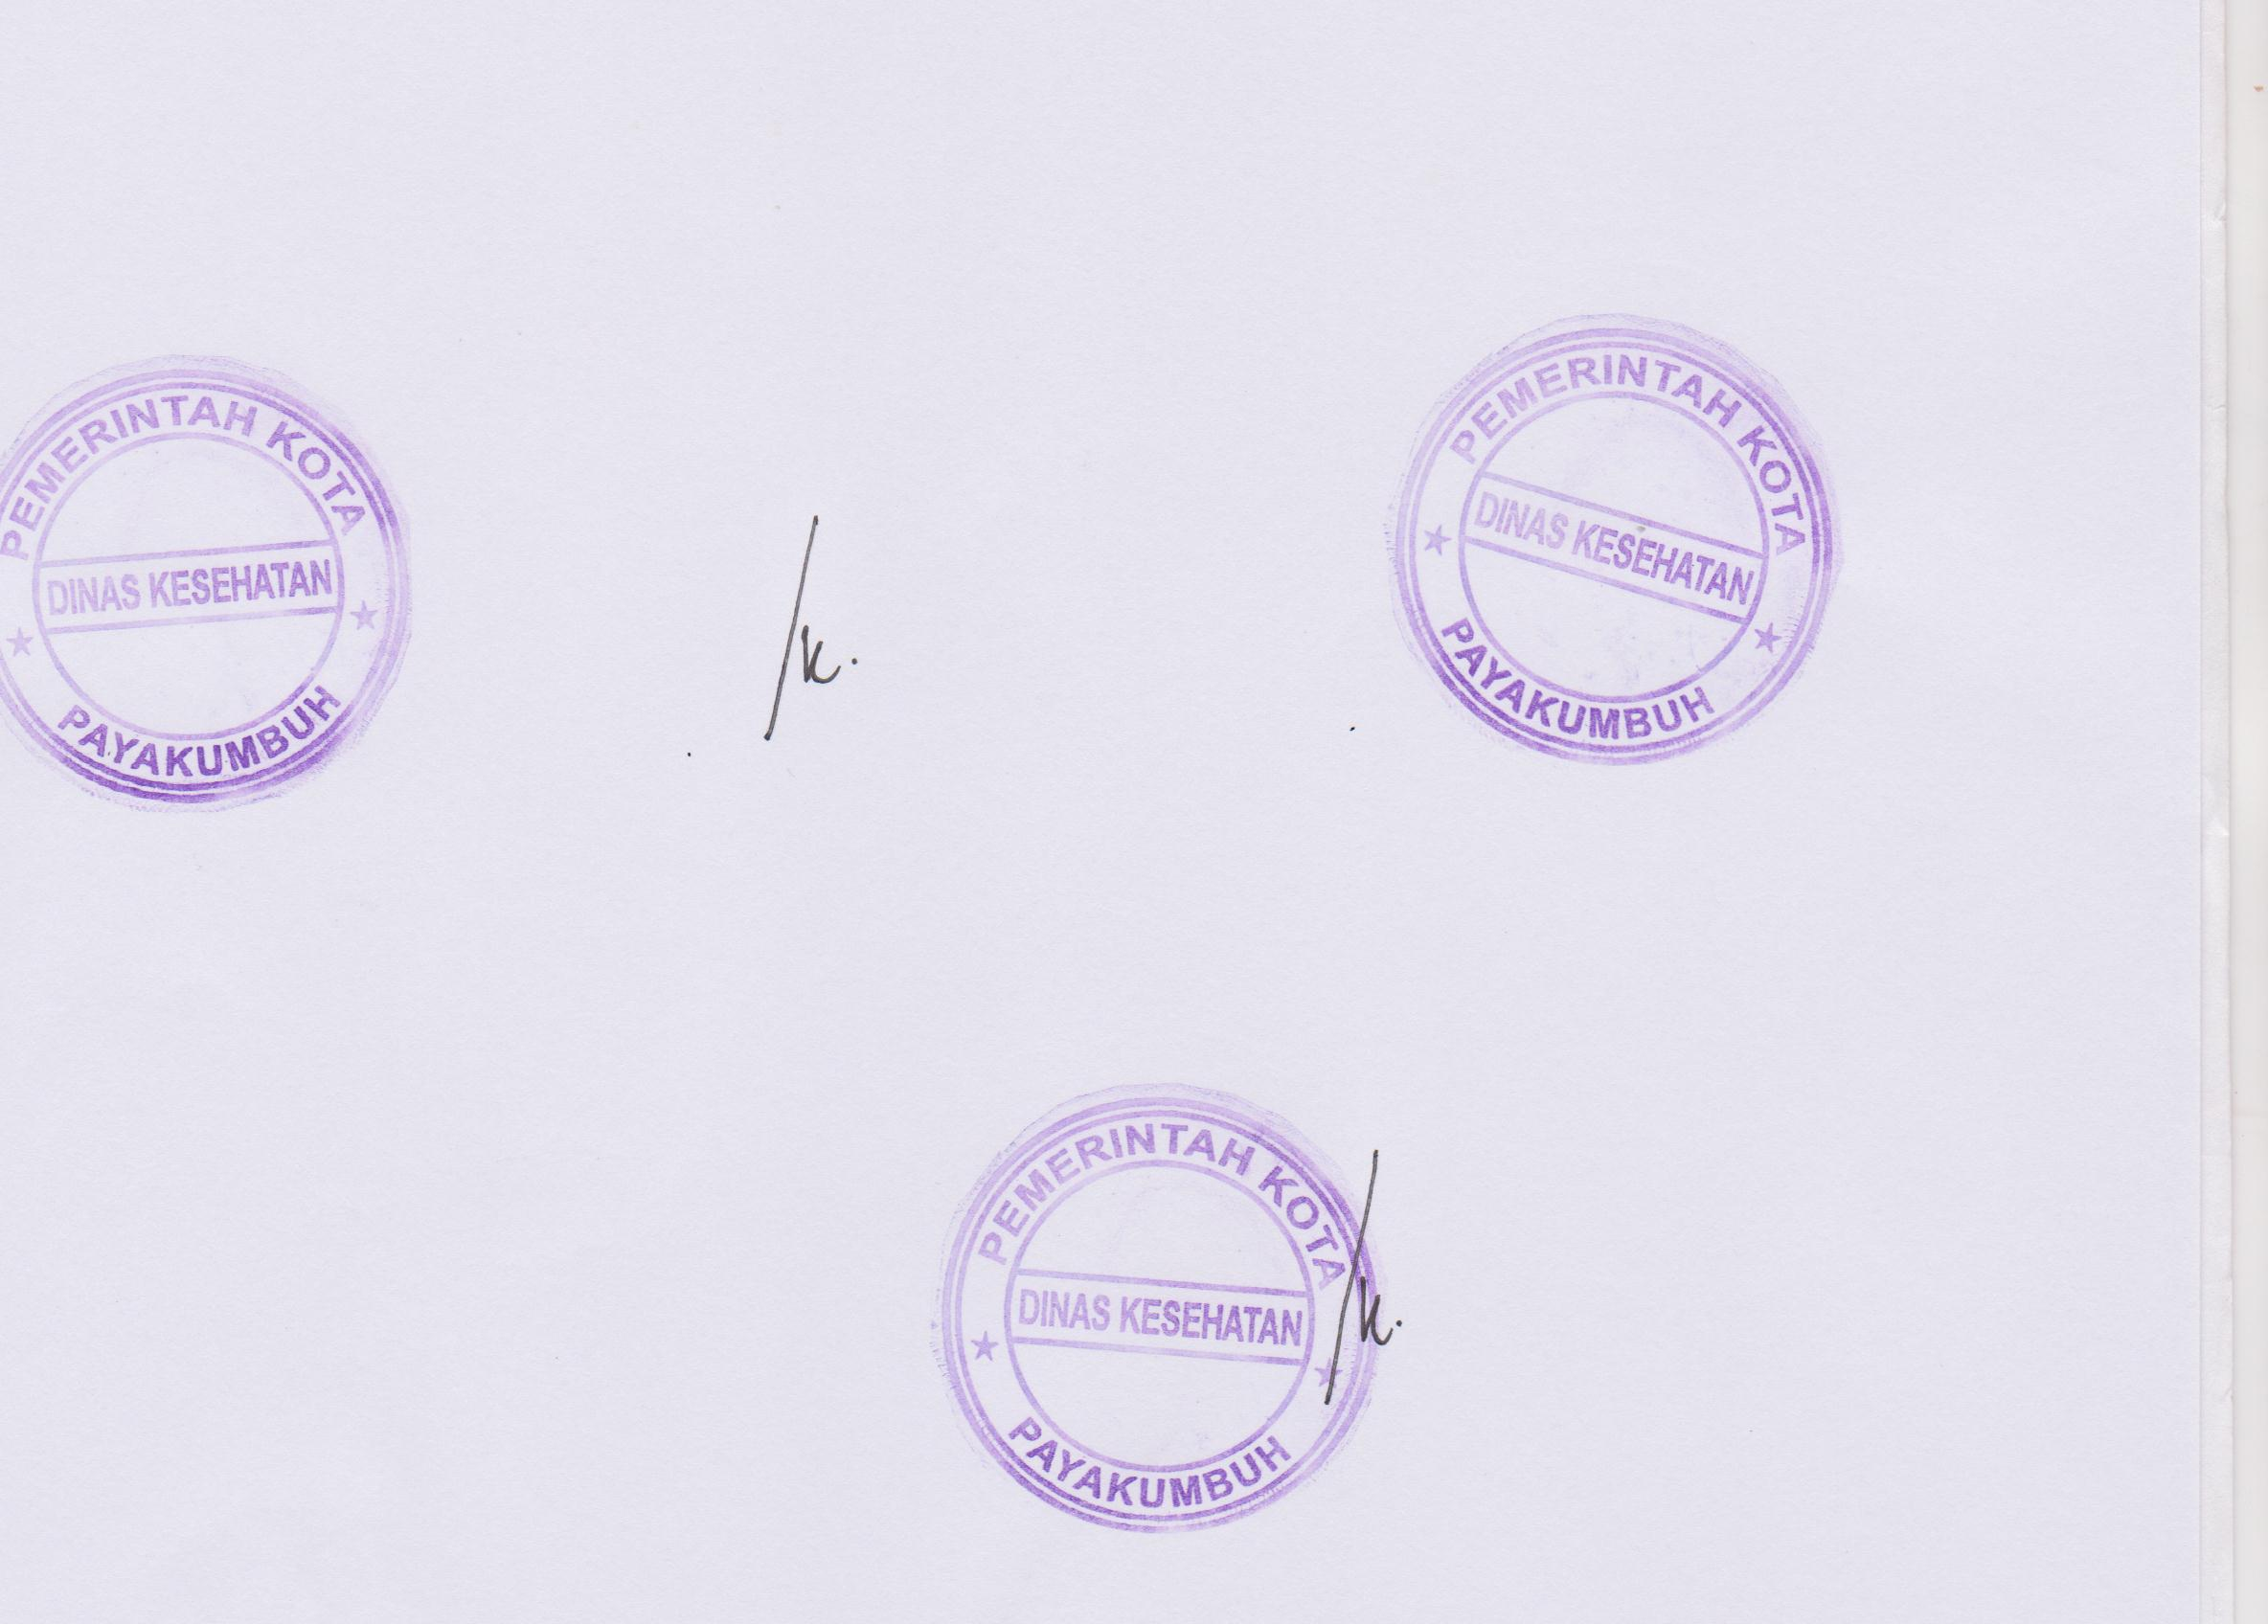 PEMERINTAH KOTA
DINAS KESEHATAN
PAYAKUMBUH
PEMERINTAH KOTA
DINAS KESEHATAN
PAYAKUMBUH
PEMERINTAH KOTA
DINAS KESEHATAN
PAYAKUMBUH